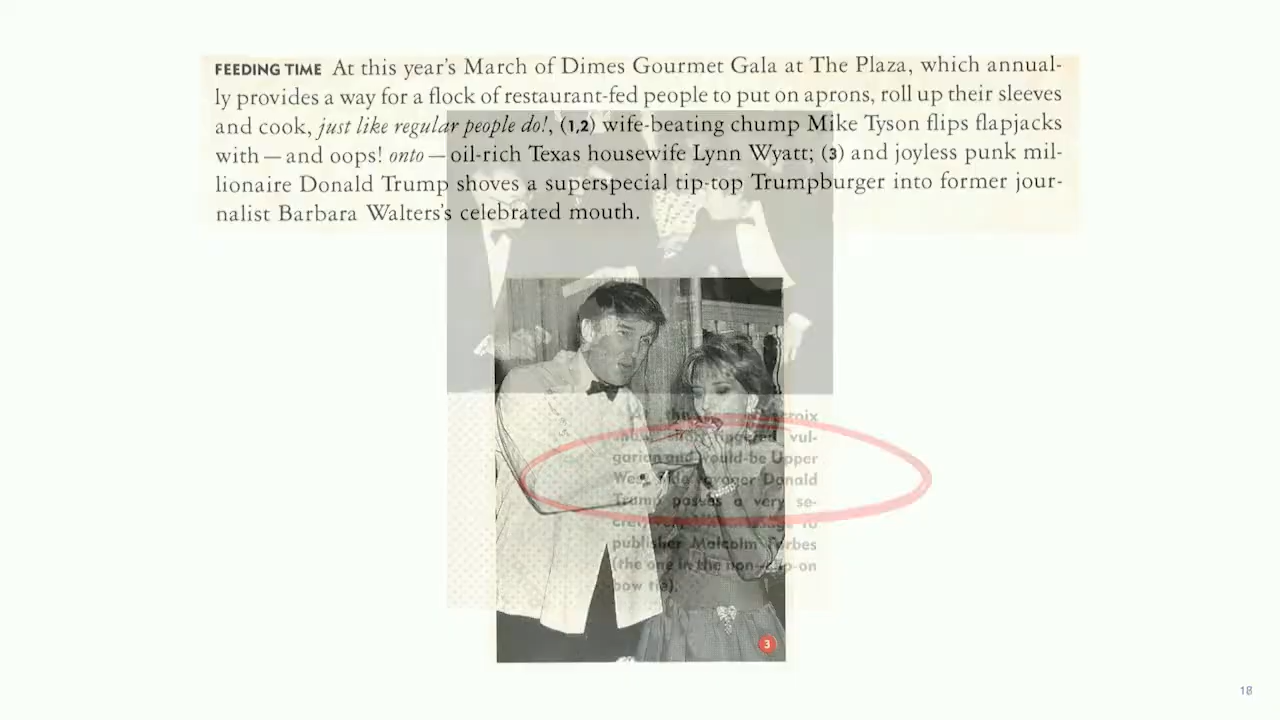 FEEDING TIME At this year's March of Dimes Gourmet Gala at The Plaza, which annual-
ly provides a way for a flock of restaurant-fed people to put on aprons, roll up their sleeves
and cook, just like regular people do!, (1,2) wife-beating chump Mike Tyson flips flapjacks
with — and oops! onto — oil-rich Texas housewife Lynn Wyatt; (3) and joyless punk mil-
lionaire Donald Trump shoves a superspecial tip-top Trumpburger into former jour-
nalist Barbara Walters's celebrated mouth.
vul-
garian and would-be Upper
Donald
Trump passes a very se-
to
publisher Malcolm Forbes
(the one in the non-clip-on
bow tie).
3
18